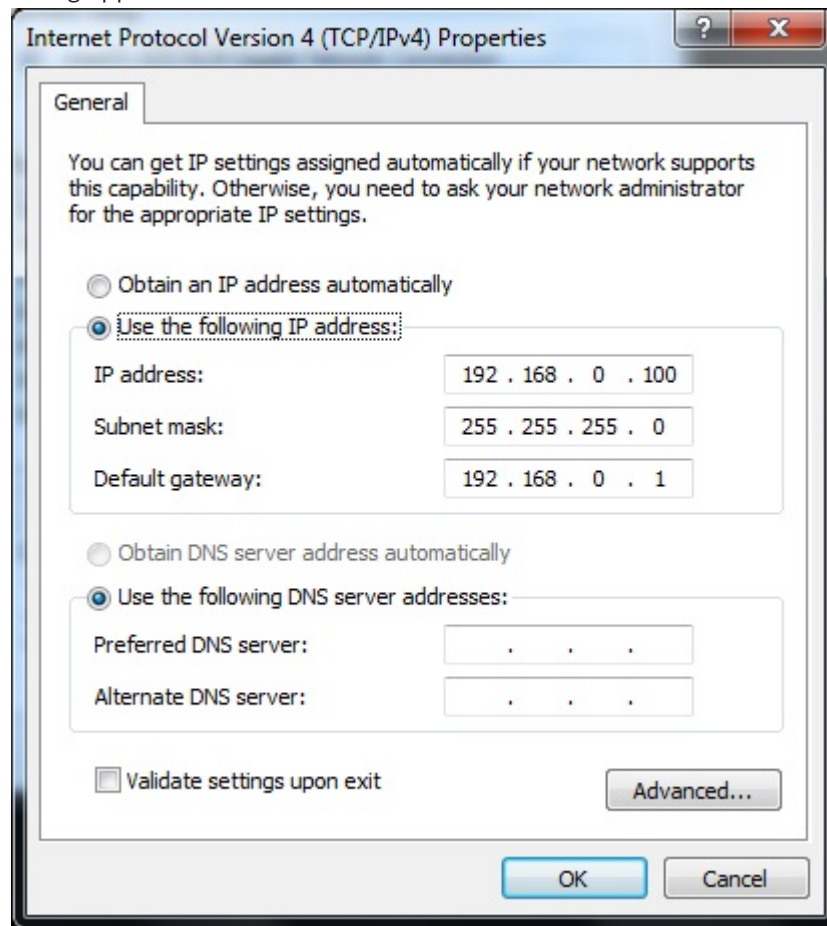 Internet Protocol Version 4 (TCP/IPv4) Properties
?
X
General
You can get IP settings assigned automatically if your network supports
this capability. Otherwise, you need to ask your network administrator
for the appropriate IP settings.
Obtain an IP address automatically
Use the following IP address:
IP address: 192 . 168 . 0 . 100
Subnet mask: 255 . 255 . 255 . 0
Default gateway: 192 . 168 . 0 . 1
Obtain DNS server address automatically
Use the following DNS server addresses:
Preferred DNS server: . . .
Alternate DNS server: . . .
Validate settings upon exit
Advanced...
OK Cancel